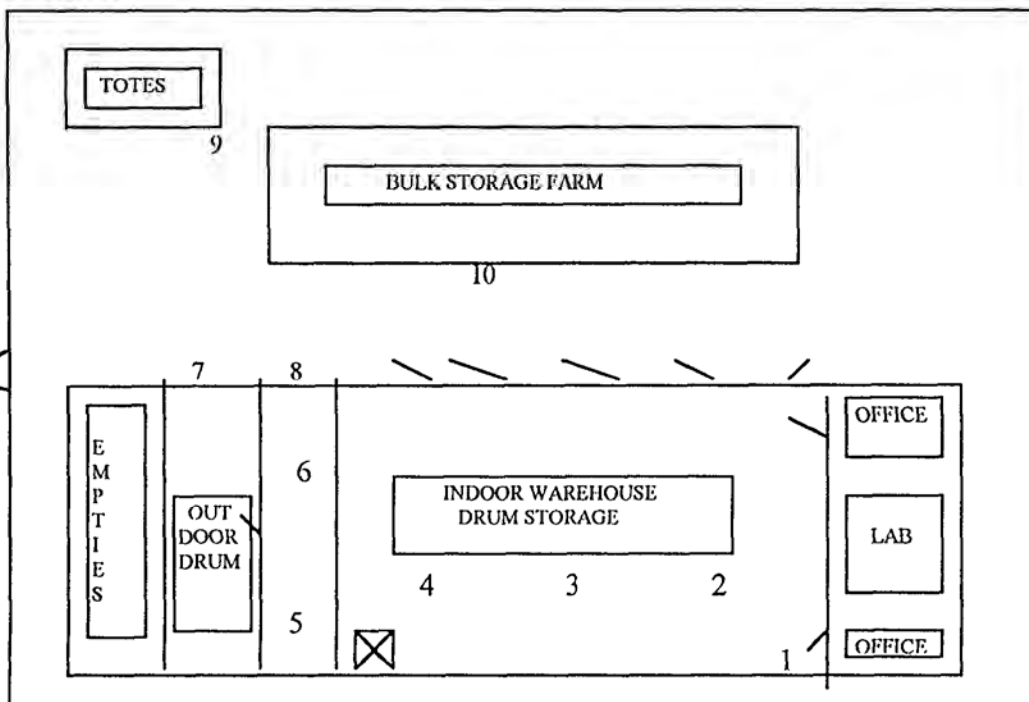 TOTES
9
BULK STORAGE FARM
10
7
8
EMPTIES
OUT
DOOR
DRUM
6
5
INDOOR WAREHOUSE
DRUM STORAGE
4
3
2
1
OFFICE
LAB
OFFICE